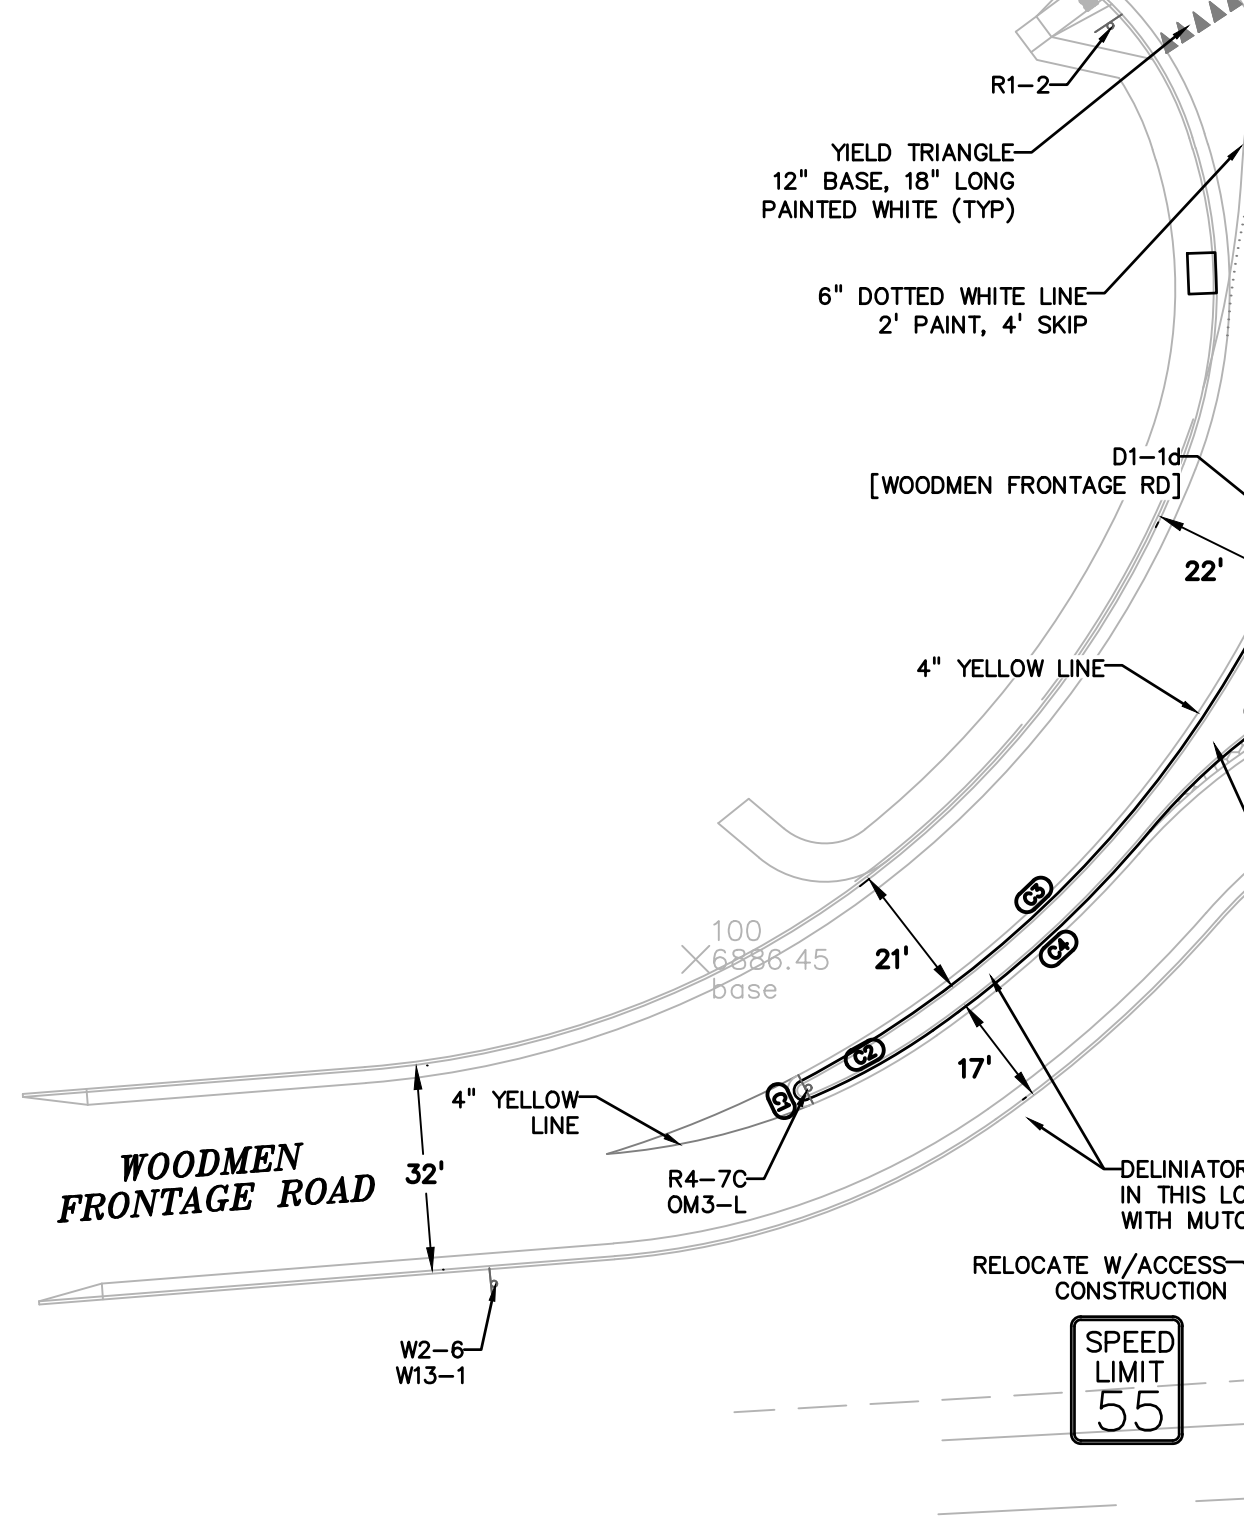 R1-2
YIELD TRIANGLE
12" BASE, 18" LONG
PAINTED WHITE (TYP)
6" DOTTED WHITE LINE
2' PAINT, 4' SKIP
D1-1d
[WOODMEN FRONTAGE RD]
22'
4" YELLOW LINE
C3
100
6886.45
base
21'
C4
C2
17'
C1
4" YELLOW
LINE
WOODMEN
FRONTAGE ROAD
32'
R4-7C
OM3-L
DELINIATOR
IN THIS LO
WITH MUTC
RELOCATE W/ACCESS
CONSTRUCTION
W2-6
W13-1
SPEED
LIMIT
55